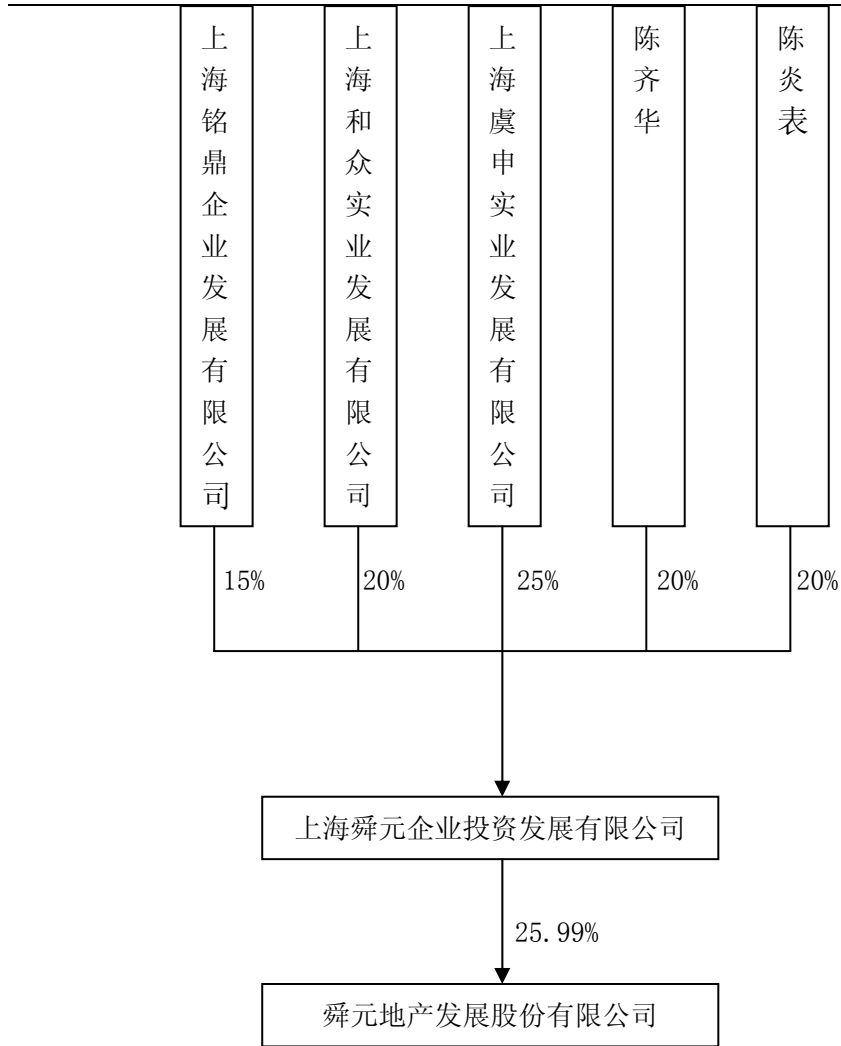 上海铭鼎企业发展有限公司
上海和众实业发展有限公司
上海虞申实业发展有限公司
陈齐华
陈炎表
15%
20%
25%
20%
20%
上海舜元企业投资发展有限公司
25.99%
舜元地产发展股份有限公司